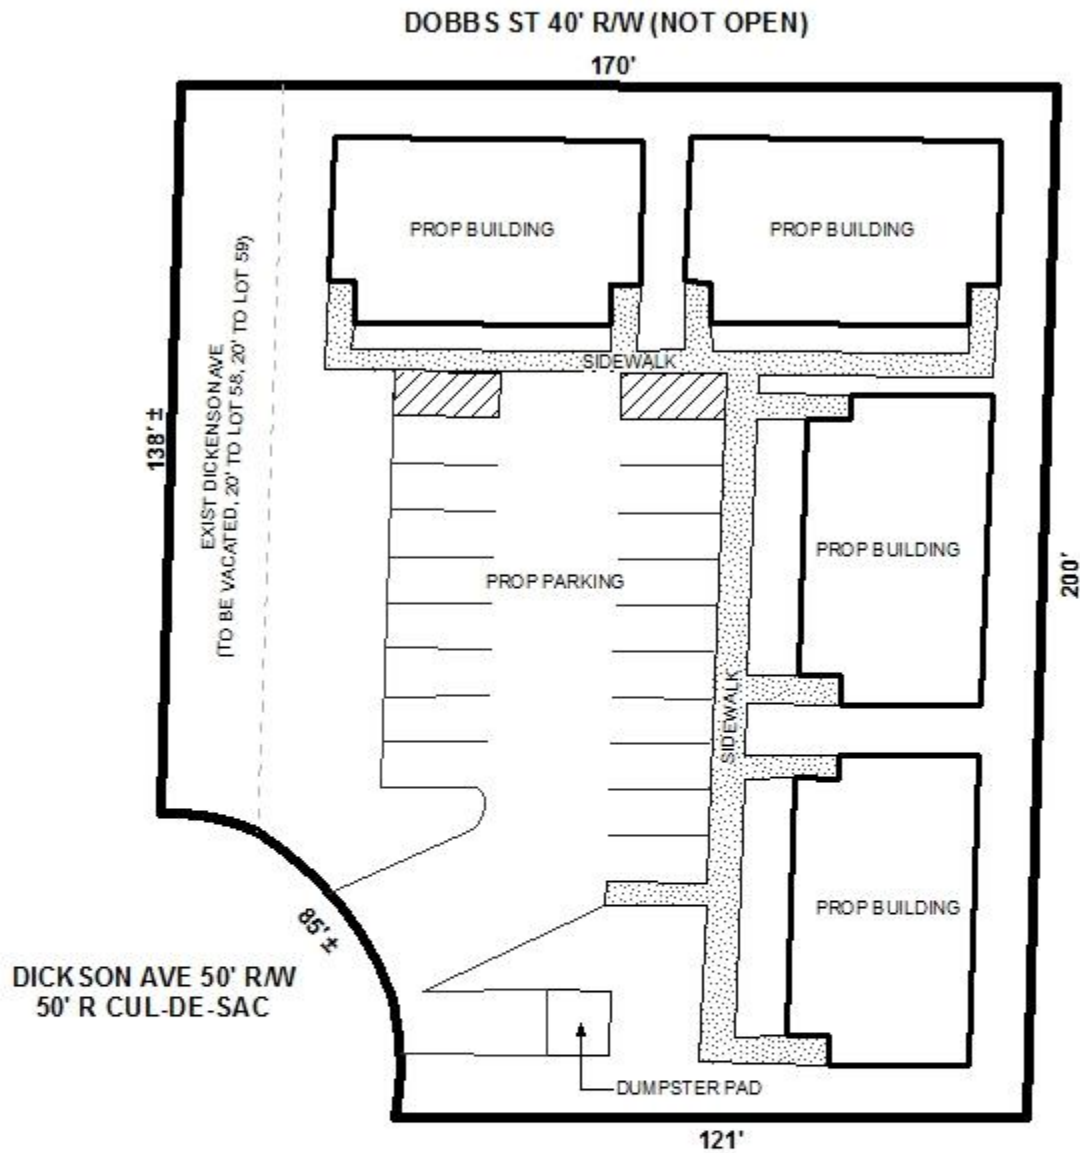 DOBBS ST 40' R/W (NOT OPEN)
170'
PROP BUILDING
PROP BUILDING
EXIST DICKENSON AVE
(TO BE VACATED, 20' TO LOT 58, 20' TO LOT 59)
138' ±
SIDEWALK
PROP BUILDING
PROP PARKING
200'
SIDEWALK
PROP BUILDING
85' ±
DICKSON AVE 50' R/W
50' R CUL-DE-SAC
DUMPSTER PAD
121'